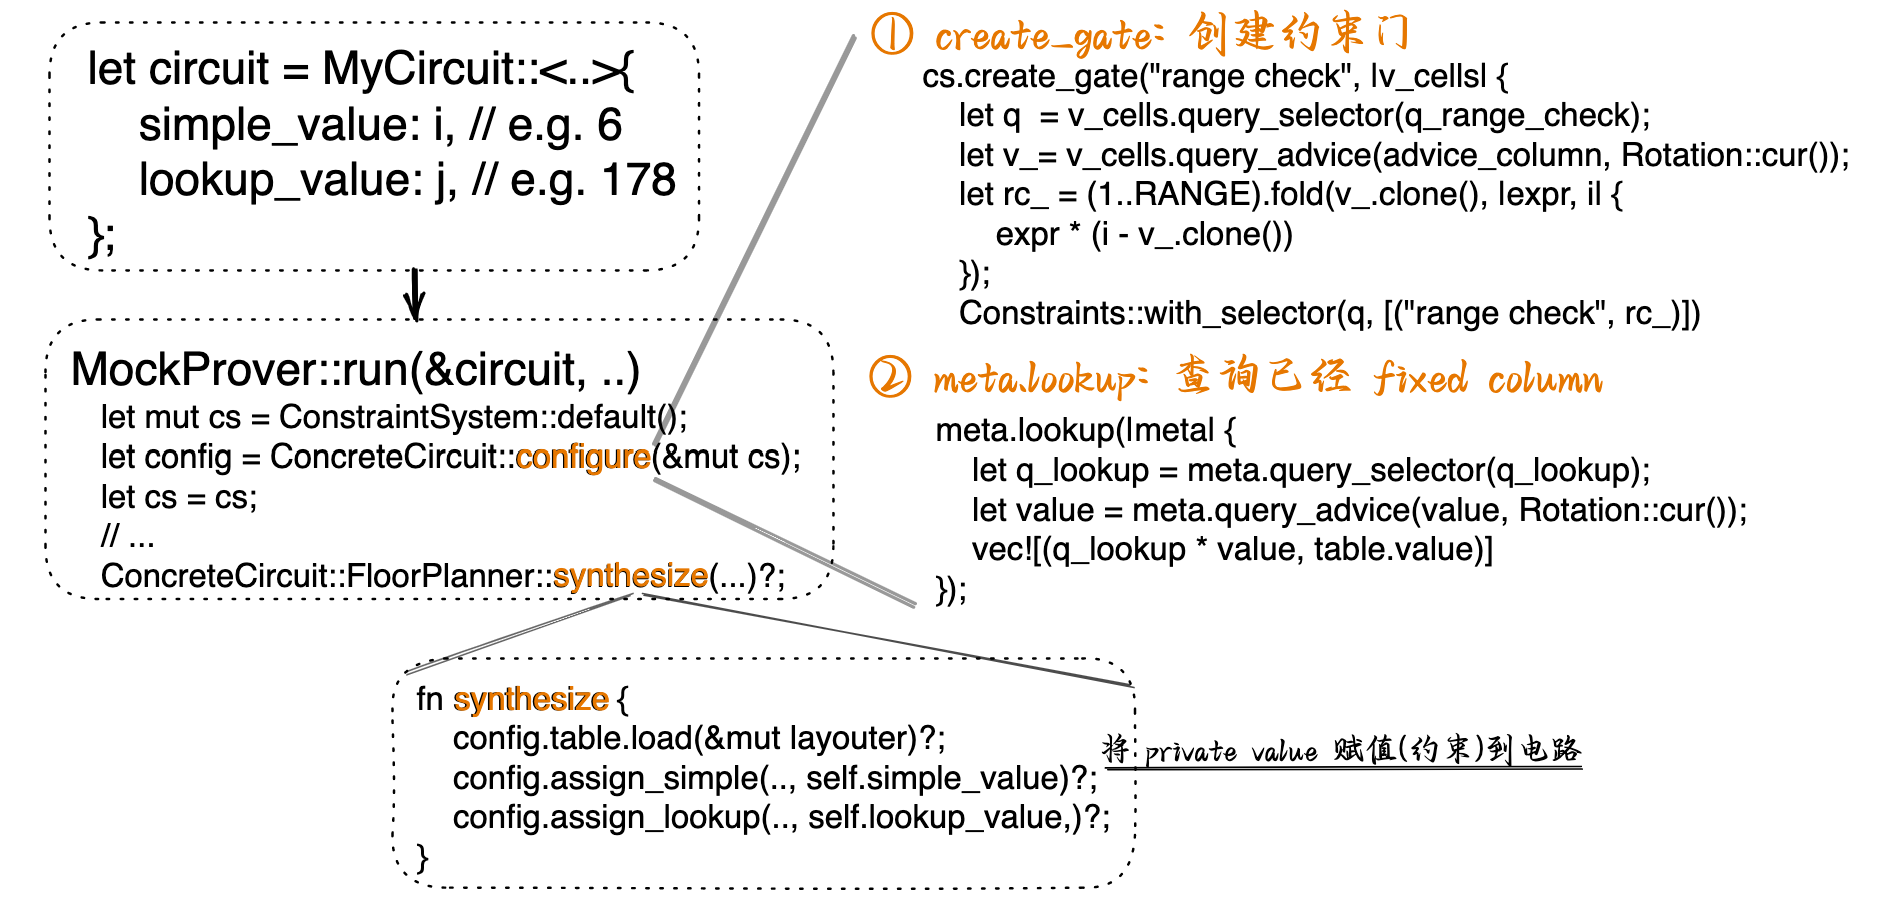 let circuit = MyCircuit::<..>{
simple_value: i, // e.g. 6
lookup_value: j, // e.g. 178
};
MockProver::run(&circuit, ..)
let mut cs = ConstraintSystem::default();
let config = ConcreteCircuit::configure(&mut cs);
let cs = cs;
// ...
ConcreteCircuit::FloorPlanner::synthesize(...)?;
① create_gate: 创建约束门
cs.create_gate("range check", |v_cells| {
let q = v_cells.query_selector(q_range_check);
let v_= v_cells.query_advice(advice_column, Rotation::cur());
let rc_ = (1..RANGE).fold(v_.clone(), |expr, i| {
expr * (i - v_.clone())
});
Constraints::with_selector(q, [("range check", rc_)])
② meta.lookup: 查询已经 fixed column
meta.lookup(|meta| {
let q_lookup = meta.query_selector(q_lookup);
let value = meta.query_advice(value, Rotation::cur());
vec![(q_lookup * value, table.value)]
});
fn synthesize {
config.table.load(&mut layouter)?;
config.assign_simple(.., self.simple_value)?;
config.assign_lookup(.., self.lookup_value,)?;
}
将 private value 赋值(约束)到电路